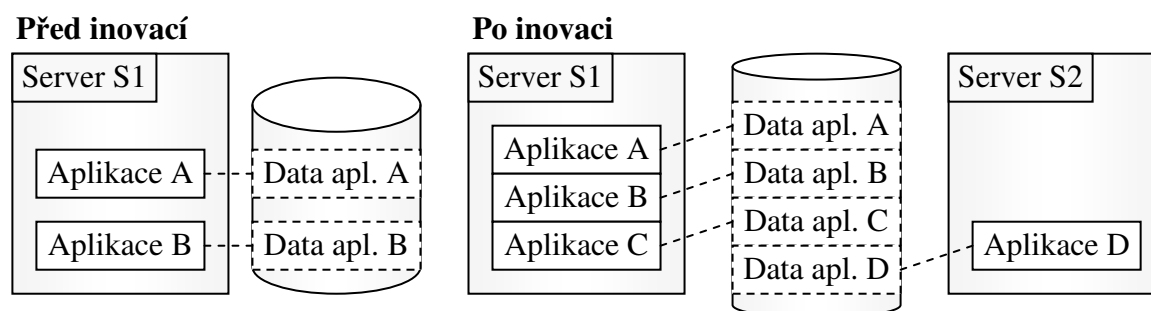 Před inovací
Server S1
Aplikace A
Data apl. A
Aplikace B
Data apl. B
Po inovaci
Server S1
Aplikace A
Aplikace B
Aplikace C
Data apl. A
Data apl. B
Data apl. C
Data apl. D
Server S2
Aplikace D